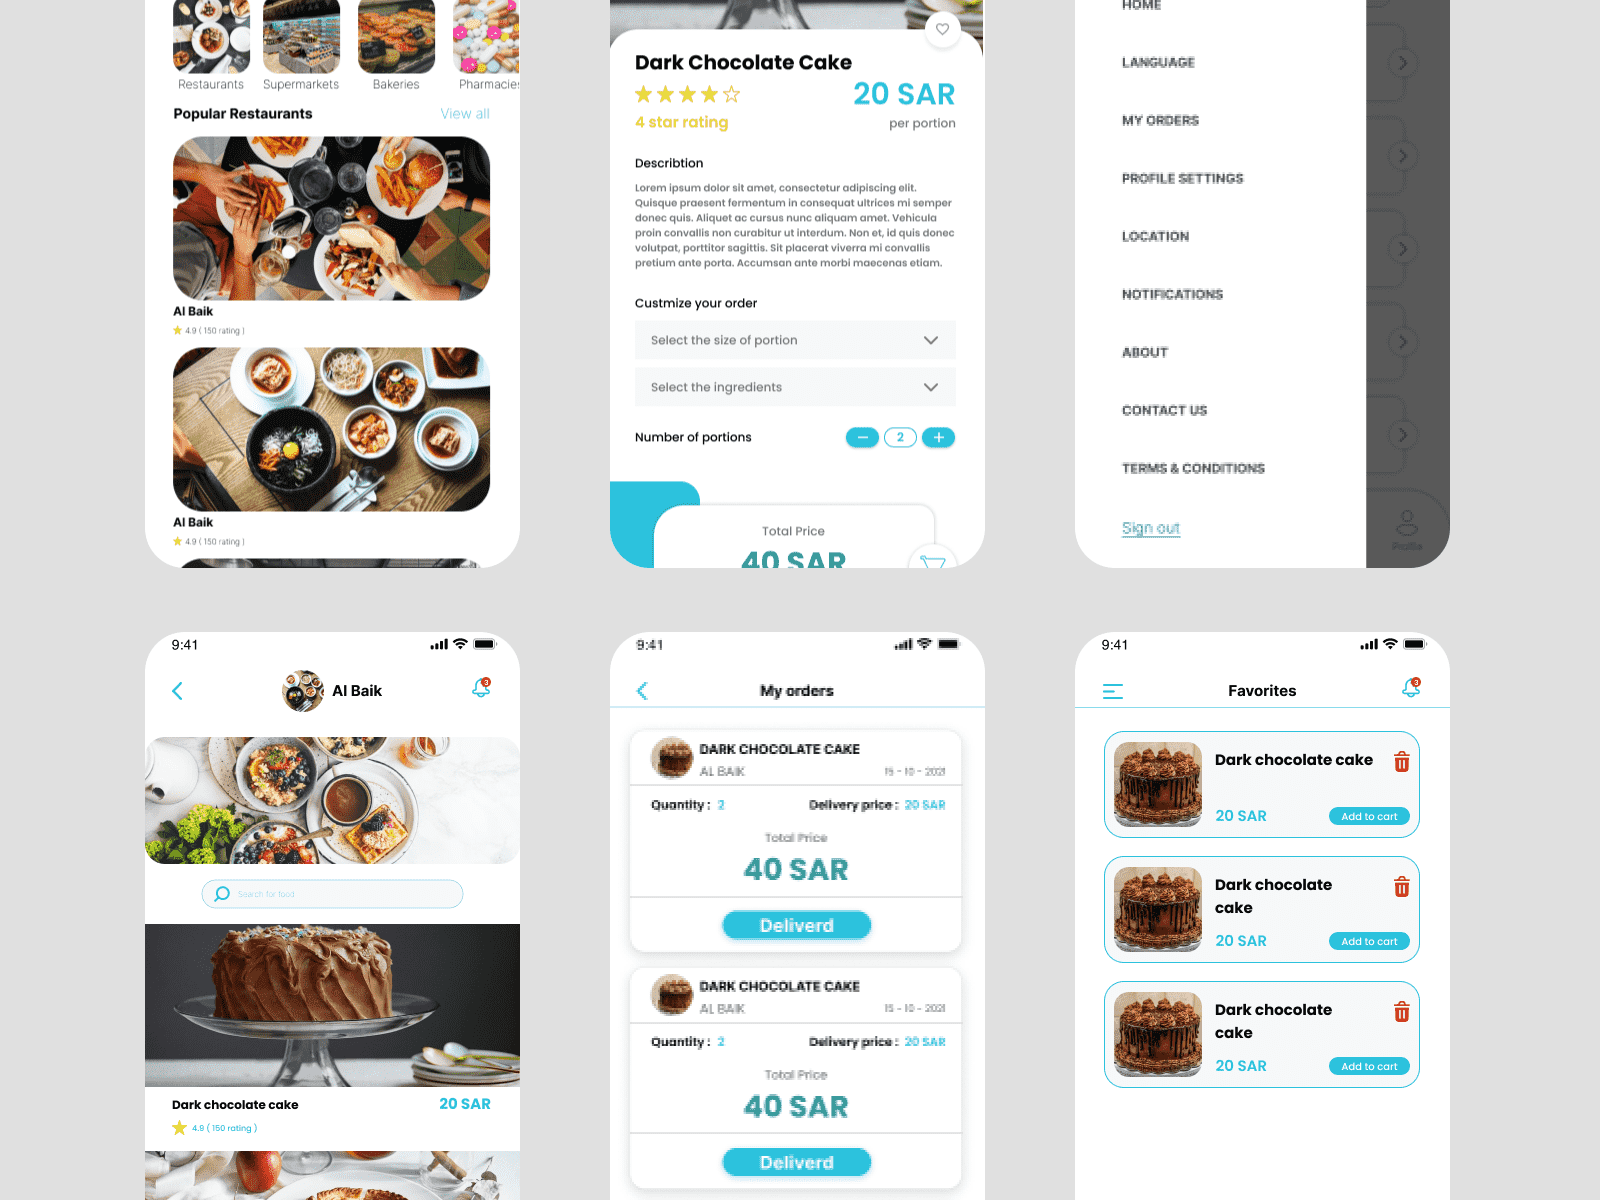 Restaurants
Supermarkets
Bakeries
Pharmacies
Popular Restaurants
View all
Al Baik
4.9 ( 150 rating )
Al Baik
4.9 ( 150 rating )
Dark Chocolate Cake
20 SAR
4 star rating
per portion
Describtion
Lorem ipsum dolor sit amet, consectetur adipiscing elit.
Quisque praesent fermentum in consequat ultrices mi semper
donec quis. Aliquet ac cursus nunc aliquam amet. Vehicula
proin convallis non curabitur ut interdum. Non et, id quis donec
volutpat, porttitor sagittis. Sit placerat viverra mi convallis
pretium ante porta. Accumsan ante morbi maecenas etiam.
Custmize your order
Select the size of portion
Select the ingredients
Number of portions
2
Total Price
40 SAR
HOME
LANGUAGE
MY ORDERS
PROFILE SETTINGS
LOCATION
NOTIFICATIONS
ABOUT
CONTACT US
TERMS & CONDITIONS
Sign out
Profile
9:41
Al Baik
3
Search for food
Dark chocolate cake
20 SAR
4.9 ( 150 rating )
9:41
My orders
DARK CHOCOLATE CAKE
AL BAIK
15 - 10 - 2021
Quantity : 2
Delivery price : 20 SAR
Total Price
40 SAR
Deliverd
DARK CHOCOLATE CAKE
AL BAIK
15 - 10 - 2021
Quantity : 2
Delivery price : 20 SAR
Total Price
40 SAR
Deliverd
9:41
Favorites
3
Dark chocolate cake
20 SAR
Add to cart
Dark chocolate
cake
20 SAR
Add to cart
Dark chocolate
cake
20 SAR
Add to cart